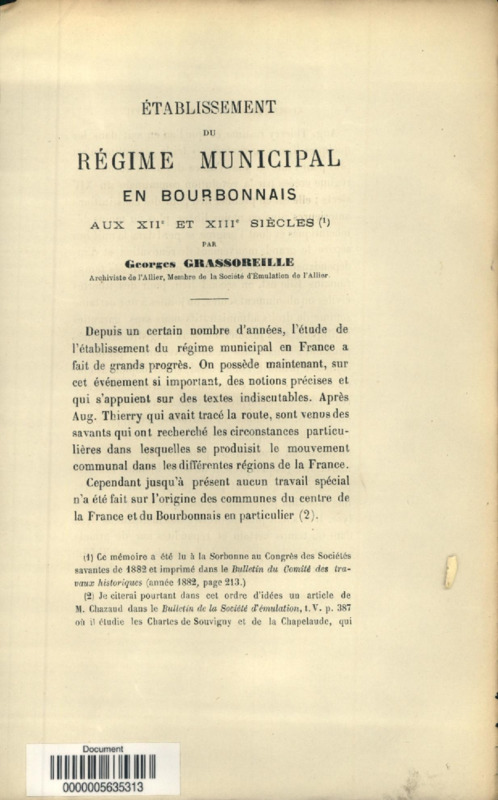 ÉTABLISSEMENT
DU
RÉGIME MUNICIPAL
EN BOURBONNAIS
AUX XIIe ET XIIIe SIÈCLES (1)
PAR
Georges GRASSOREILLE
Archiviste de l'Allier, Membre de la Société d'Émulation de l'Allier
Depuis un certain nombre d'années, l'étude de
l'établissement du régime municipal en France a
fait de grands progrès. On possède maintenant, sur
cet événement si important, des notions précises et
qui s'appuient sur des textes indiscutables. Après
Aug. Thierry qui avait tracé la route, sont venus des
savants qui ont recherché les circonstances particu-
lières dans lesquelles se produisit le mouvement
communal dans les différentes régions de la France.
Cependant jusqu'à présent aucun travail spécial
n'a été fait sur l'origine des communes du centre de
la France et du Bourbonnais en particulier (2).
(1) Ce mémoire a été lu à la Sorbonne au Congrès des Sociétés
savantes de 1882 et imprimé dans le Bulletin du Comité des tra-
vaux historiques (année 1882, page 213.)
(2) Je citerai pourtant dans cet ordre d'idées un article de
M. Chazaud dans le Bulletin de la Société d'émulation, t. V. p. 387
où il étudie les Chartes de Souvigny et de la Chapelaude, qui
Document
0000005635313